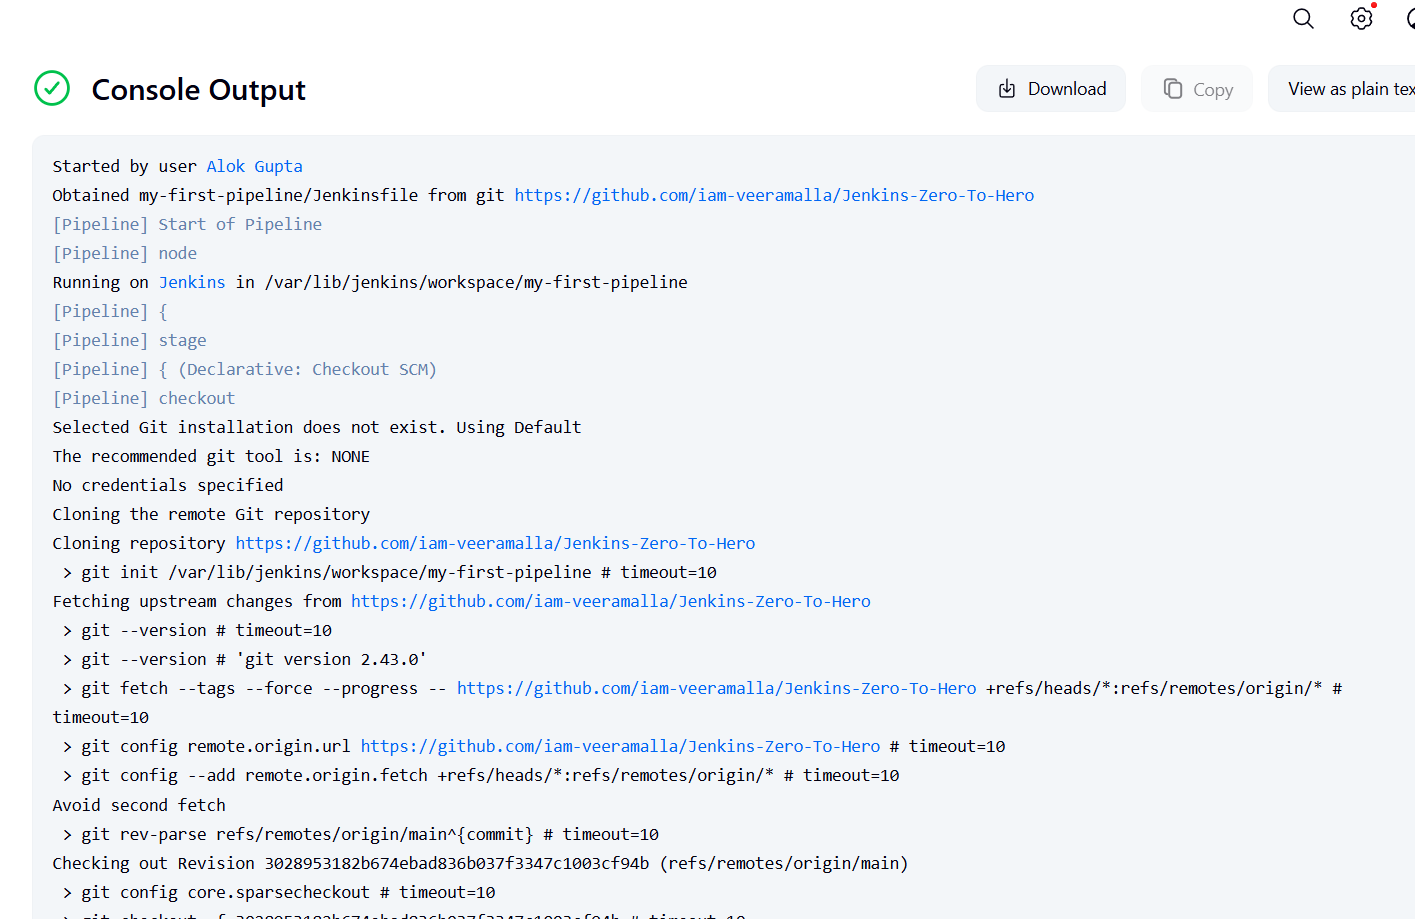 Console Output
Download
Copy
View as plain tex
Started by user Alok Gupta
Obtained my-first-pipeline/Jenkinsfile from git https://github.com/iam-veeramalla/Jenkins-Zero-To-Hero
[Pipeline] Start of Pipeline
[Pipeline] node
Running on Jenkins in /var/lib/jenkins/workspace/my-first-pipeline
[Pipeline] {
[Pipeline] stage
[Pipeline] { (Declarative: Checkout SCM)
[Pipeline] checkout
Selected Git installation does not exist. Using Default
The recommended git tool is: NONE
No credentials specified
Cloning the remote Git repository
Cloning repository https://github.com/iam-veeramalla/Jenkins-Zero-To-Hero
 > git init /var/lib/jenkins/workspace/my-first-pipeline # timeout=10
Fetching upstream changes from https://github.com/iam-veeramalla/Jenkins-Zero-To-Hero
 > git --version # timeout=10
 > git --version # 'git version 2.43.0'
 > git fetch --tags --force --progress -- https://github.com/iam-veeramalla/Jenkins-Zero-To-Hero +refs/heads/*:refs/remotes/origin/* #
timeout=10
 > git config remote.origin.url https://github.com/iam-veeramalla/Jenkins-Zero-To-Hero # timeout=10
 > git config --add remote.origin.fetch +refs/heads/*:refs/remotes/origin/* # timeout=10
Avoid second fetch
 > git rev-parse refs/remotes/origin/main^{commit} # timeout=10
Checking out Revision 3028953182b674ebad836b037f3347c1003cf94b (refs/remotes/origin/main)
 > git config core.sparsecheckout # timeout=10
 > git checkout -f 3028953182b674ebad836b037f3347c1003cf94b # timeout=10